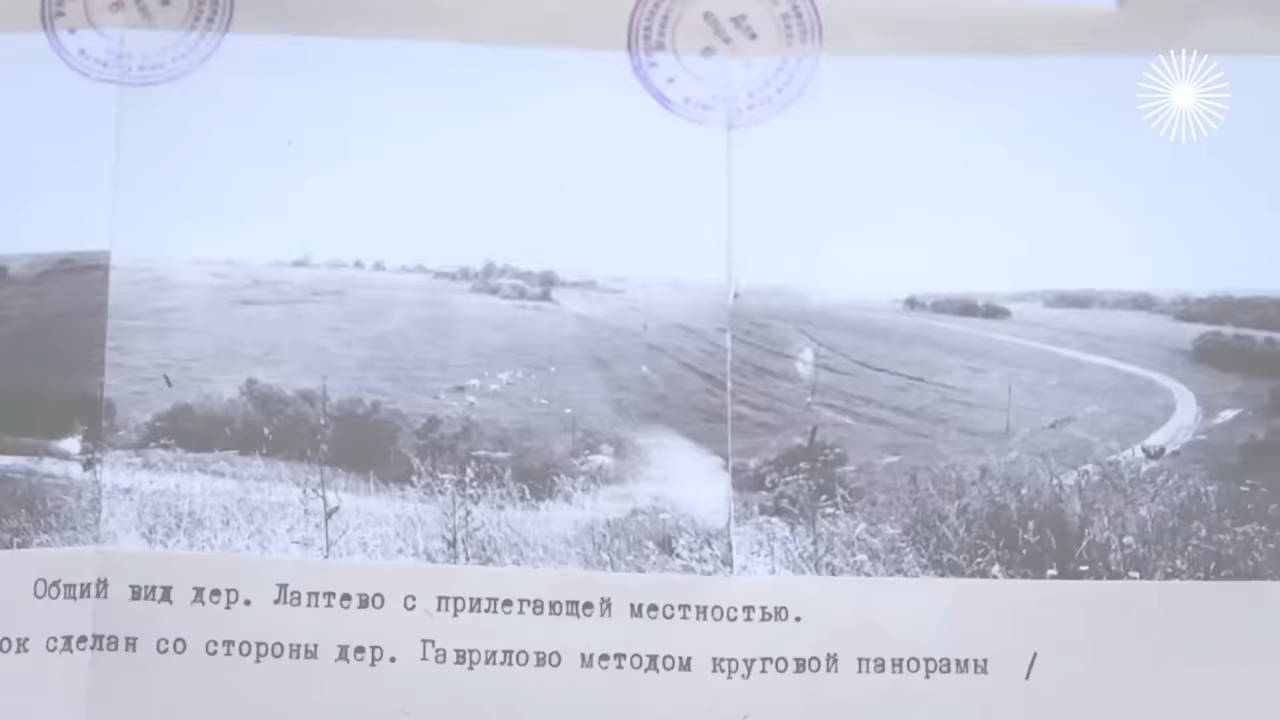 Общий вид дер. Лаптево с прилегающей местностью.
ок сделан со стороны дер. Гаврилово методом круговой панорамы /